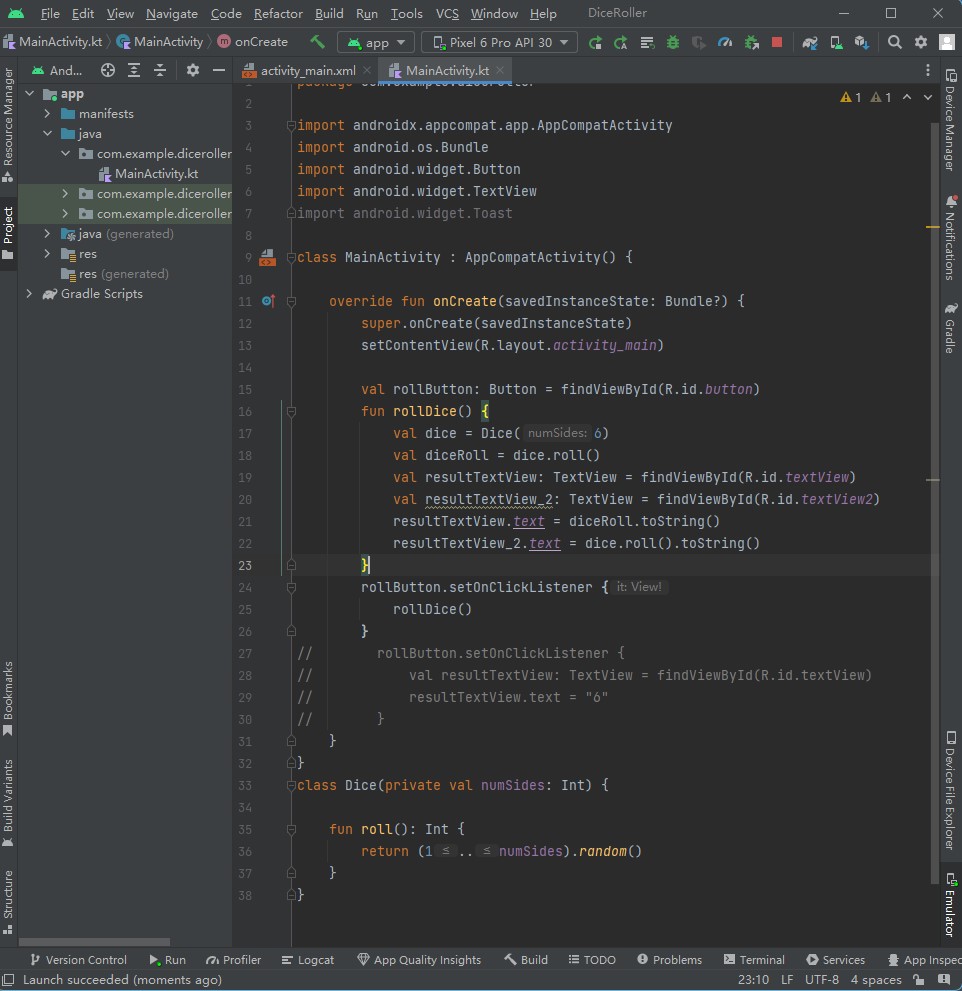 File Edit View Navigate Code Refactor Build Run Tools VCS Window Help DiceRoller
MainActivity.kt MainActivity onCreate app Pixel 6 Pro API 30
And... activity_main.xml MainActivity.kt
app
manifests
java
com.example.diceroller
MainActivity.kt
com.example.diceroller
com.example.diceroller
java (generated)
res
res (generated)
Gradle Scripts
Resource Manager
Project
Bookmarks
Build Variants
Structure
1 1
2
3 import androidx.appcompat.app.AppCompatActivity
4 import android.os.Bundle
5 import android.widget.Button
6 import android.widget.TextView
7 import android.widget.Toast
8
9 class MainActivity : AppCompatActivity() {
10
11 override fun onCreate(savedInstanceState: Bundle?) {
12 super.onCreate(savedInstanceState)
13 setContentView(R.layout.activity_main)
14
15 val rollButton: Button = findViewById(R.id.button)
16 fun rollDice() {
17 val dice = Dice( numSides: 6)
18 val diceRoll = dice.roll()
19 val resultTextView: TextView = findViewById(R.id.textView)
20 val resultTextView_2: TextView = findViewById(R.id.textView2)
21 resultTextView.text = diceRoll.toString()
22 resultTextView_2.text = dice.roll().toString()
23 }
24 rollButton.setOnClickListener { it: View!
25 rollDice()
26 }
27 // rollButton.setOnClickListener {
28 // val resultTextView: TextView = findViewById(R.id.textView)
29 // resultTextView.text = "6"
30 // }
31 }
32 }
33 class Dice(private val numSides: Int) {
34
35 fun roll(): Int {
36 return (1 ≤ .. ≤ numSides).random()
37 }
38 }
Device Manager
Notifications
Gradle
Device File Explorer
Emulator
Version Control Run Profiler Logcat App Quality Insights Build TODO Problems Terminal Services App Inspec
Launch succeeded (moments ago) 23:10 LF UTF-8 4 spaces